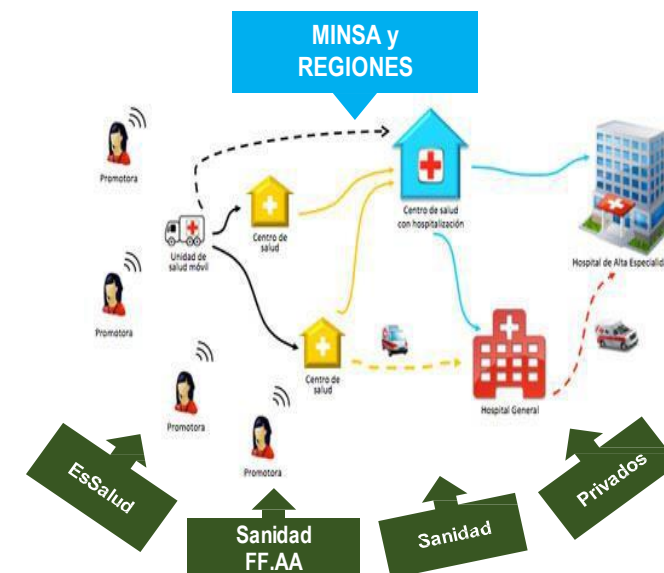 MINSA y
REGIONES
Promotora
Centro de salud
con hospitalización
Unidad de
salud móvil
Centro de
salud
Hospital de Alta Especialid
Promotora
Centro de
salud
Hospital General
Promotora
Promotora
EsSalud
Sanidad
FF.AA
Sanidad
Privados